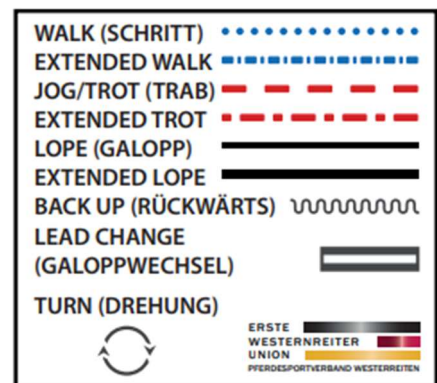 WALK (SCHRITT)
EXTENDED WALK
JOG/TROT (TRAB)
EXTENDED TROT
LOPE (GALOPP)
EXTENDED LOPE
BACK UP (RÜCKWÄRTS)
LEAD CHANGE
(GALOPPWECHSEL)
TURN (DREHUNG)
ERSTE
WESTERNREITER
UNION
PFERDESPORTVERBAND WESTERREITEN